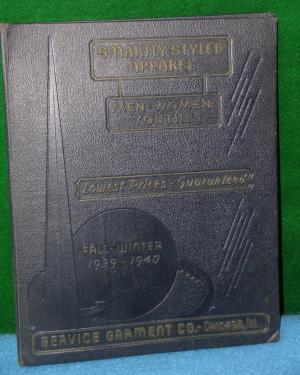 SMARTLY-STYLED
APPAREL
MEN-WOMEN-
YOUTHS
"Lowest Prices-Guaranteed"
FALL-WINTER
1939-1940
SERVICE GARMENT CO.-CHICAGO, ILL.